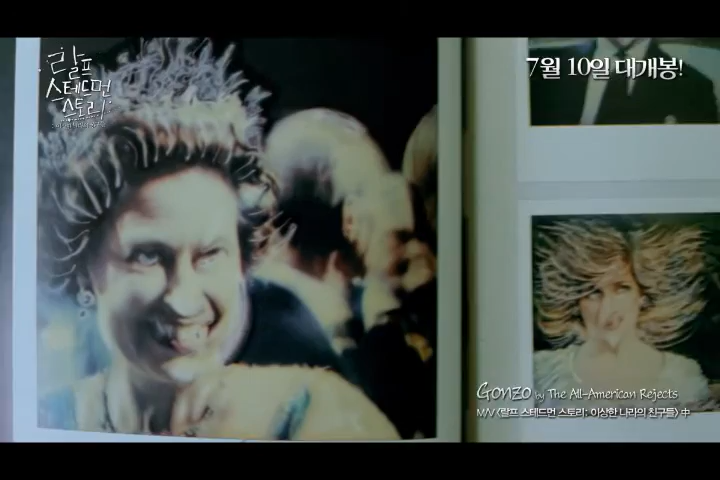 랄프
스테드먼
스토리
7월 10일 대개봉!
Gonzo by The All-American Rejects
M/V <랄프 스테드먼 스토리: 이상한 나라의 친구들> 中